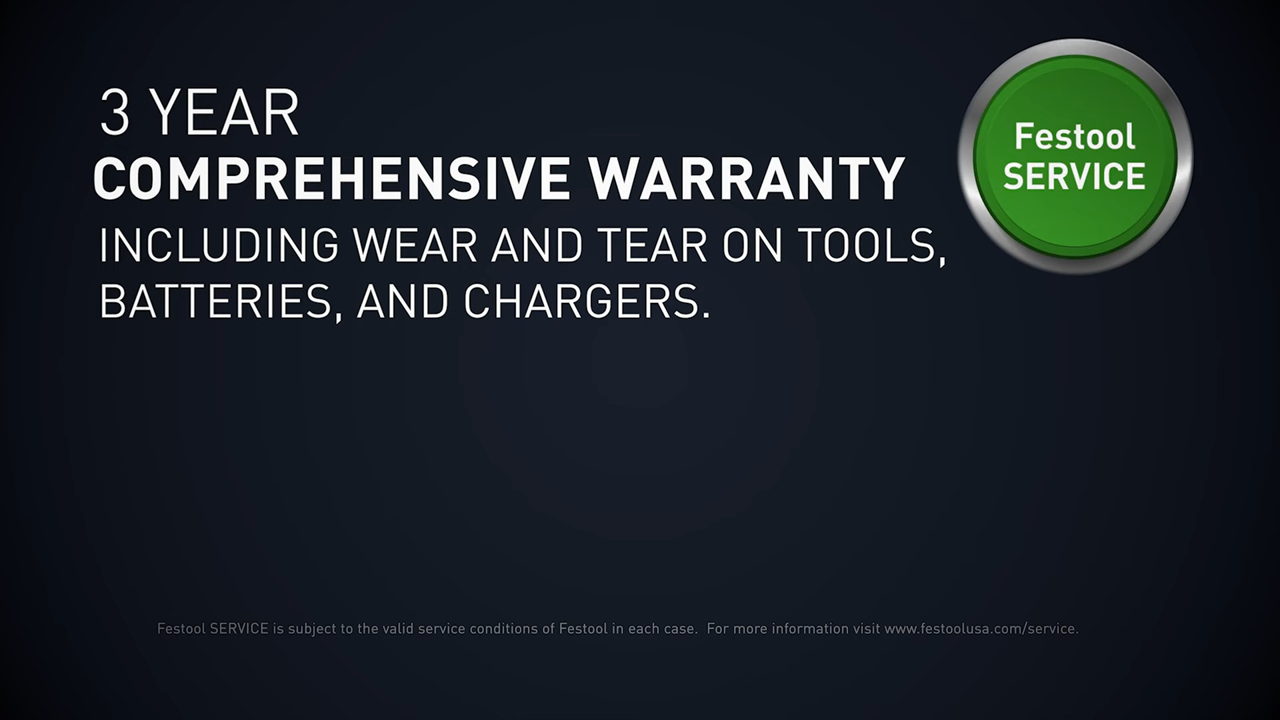 3 YEAR
COMPREHENSIVE WARRANTY
INCLUDING WEAR AND TEAR ON TOOLS,
BATTERIES, AND CHARGERS.
Festool
SERVICE
Festool SERVICE is subject to the valid service conditions of Festool in each case.  For more information visit www.festoolusa.com/service.